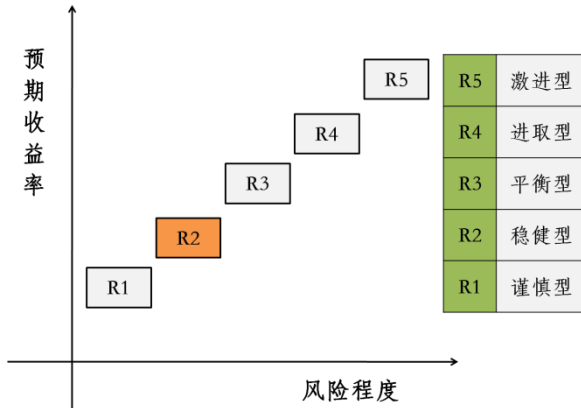 预期收益率
R5
R4
R3
R2
R1
风险程度
R5 激进型
R4 进取型
R3 平衡型
R2 稳健型
R1 谨慎型